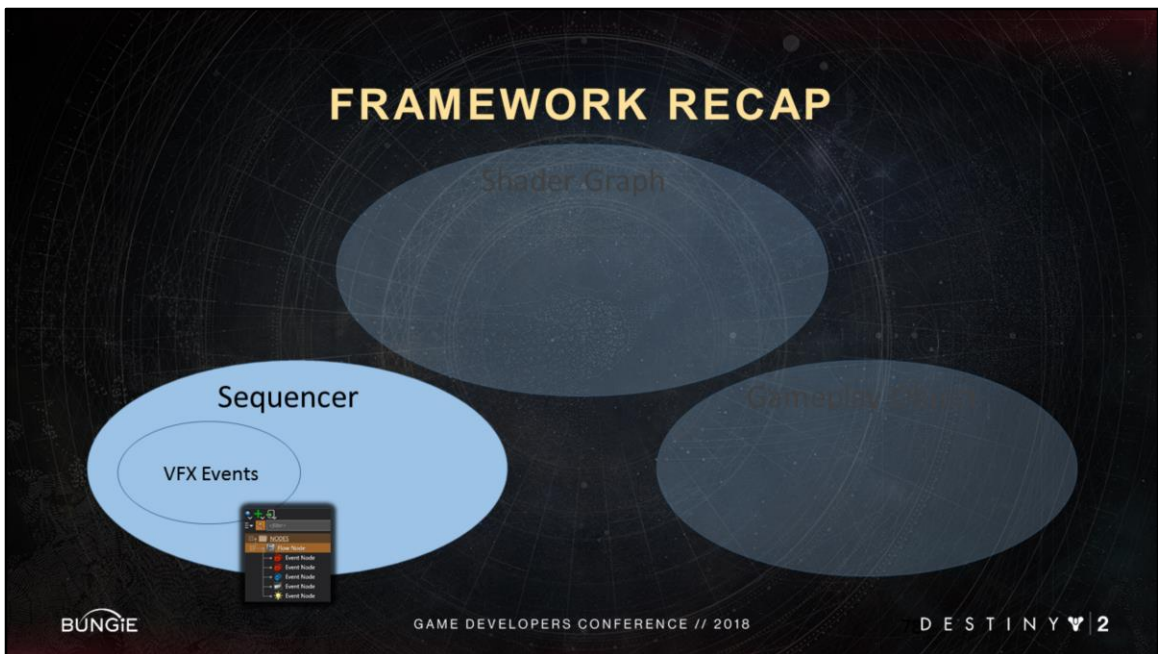 FRAMEWORK RECAP
Shader Graph
Sequencer
VFX Events
NODES
Flow Node
Event Node
Event Node
Event Node
Event Node
Event Node
BUNGiE
GAME DEVELOPERS CONFERENCE // 2018
DESTINY 2